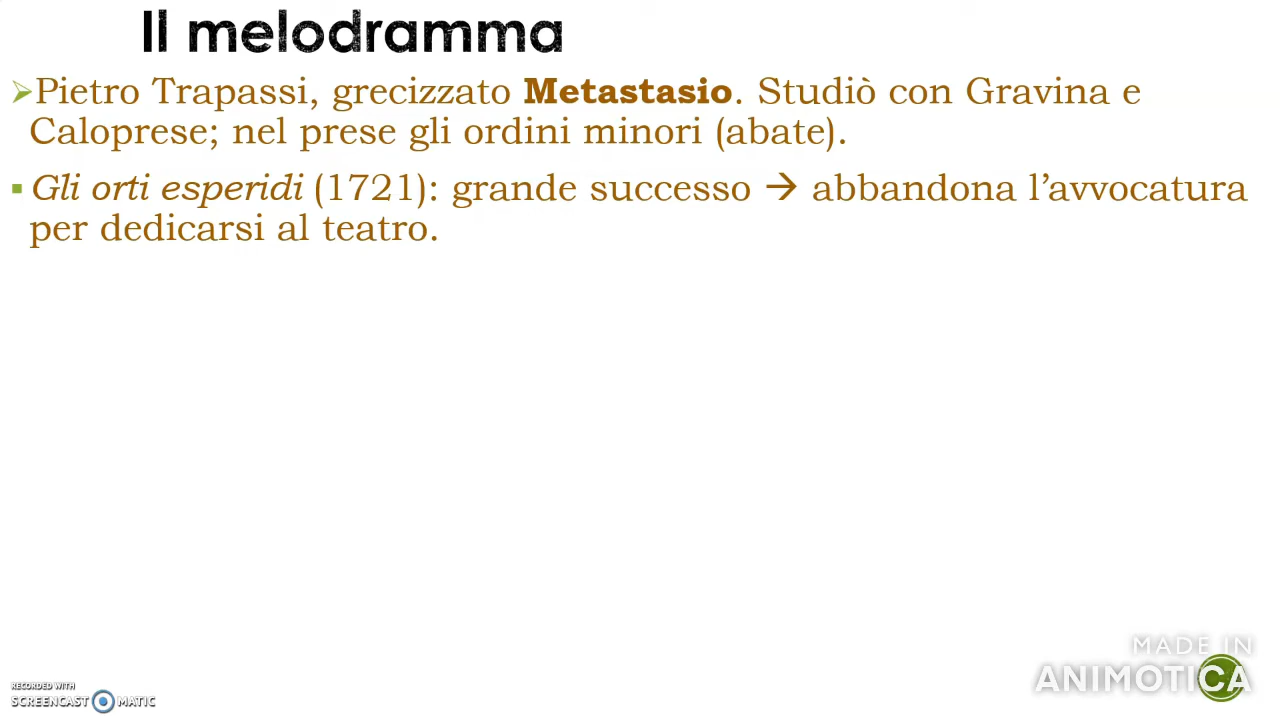 Il melodramma
➢Pietro Trapassi, grecizzato Metastasio. Studiò con Gravina e
Caloprese; nel prese gli ordini minori (abate).
▪ Gli orti esperidi (1721): grande successo → abbandona l’avvocatura
per dedicarsi al teatro.
MADE IN
ANIMOTICA
RECORDED WITH
SCREENCAST MATIC